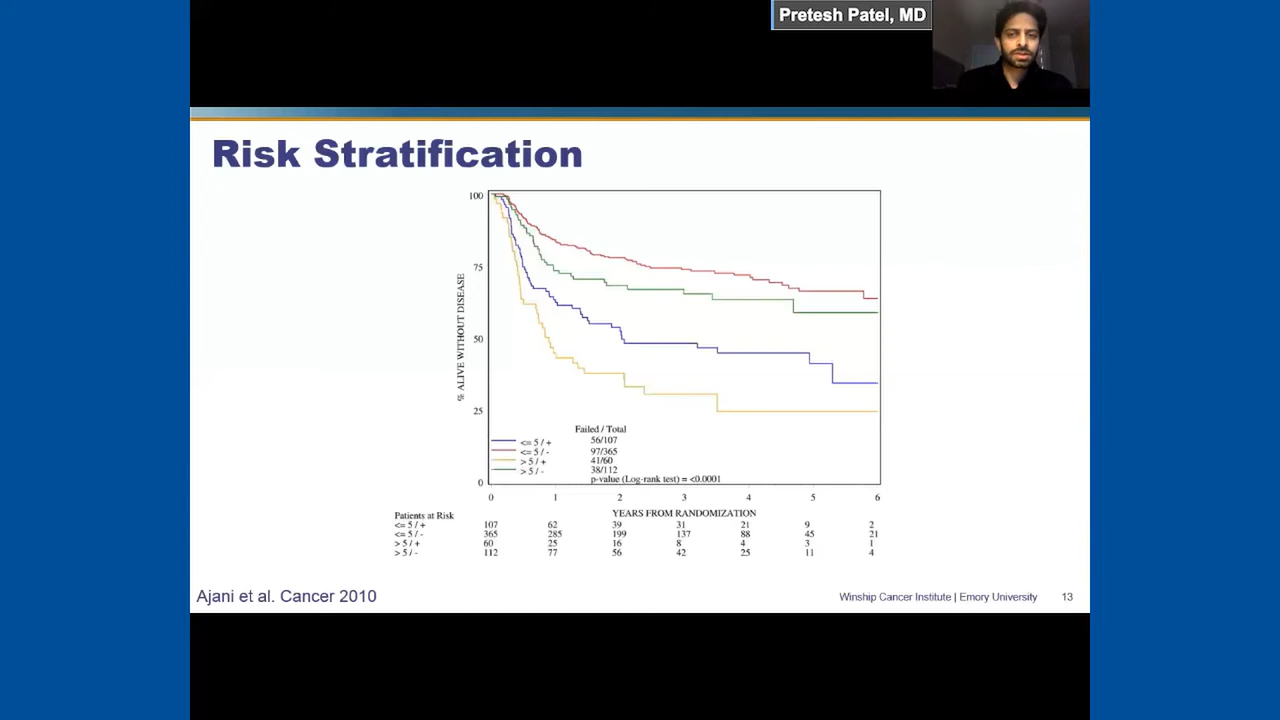 Pretesh Patel, MD
Risk Stratification
% ALIVE WITHOUT DISEASE
100
75
50
25
0
Failed / Total
<= 5 / + 56/107
<= 5 / - 97/365
> 5 / + 41/60
> 5 / - 38/112
p-value (Log-rank test) = <0.0001
0 1 2 3 4 5 6
YEARS FROM RANDOMIZATION
Patients at Risk
<= 5 / + 107 62 39 31 21 9 2
<= 5 / - 365 285 199 137 88 45 21
> 5 / + 60 25 16 8 4 3 1
> 5 / - 112 77 56 42 25 11 4
Ajani et al. Cancer 2010
Winship Cancer Institute | Emory University 13